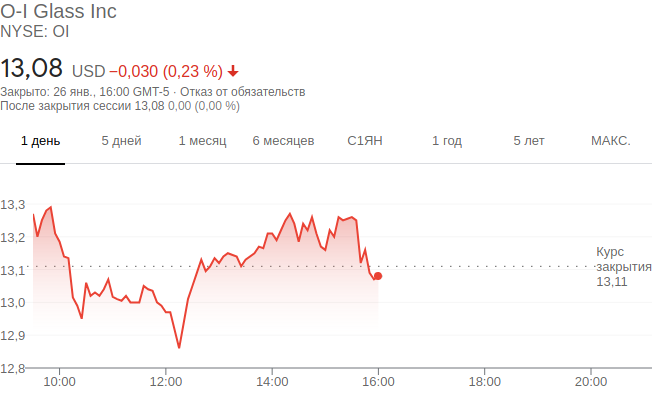 O-I Glass Inc
NYSE: OI
13,08 USD −0,030 (0,23 %)
Закрыто: 26 янв., 16:00 GMT-5 · Отказ от обязательств
После закрытия сессии 13,08 0,00 (0,00 %)
1 день 5 дней 1 месяц 6 месяцев С1ЯН 1 год 5 лет МАКС.
13,3
13,2
13,1
13,0
12,9
12,8
Курс
закрытия
13,11
10:00 12:00 14:00 16:00 18:00 20:00